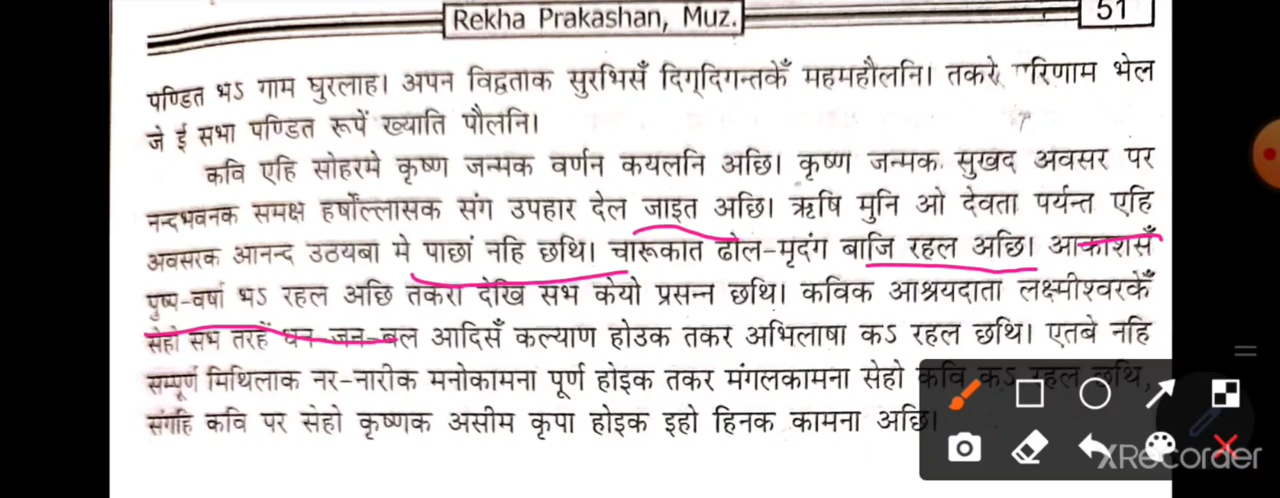 Rekha Prakashan, Muz.
51
पण्डित भऽ गाम घुरलाह। अपन विद्वताक सुरभिसँ दिग्‌दिगन्तकेँ महमहौलनि। तकरे रिणाम भेल
जे ई सभा पण्डित रूपें ख्याति पौलनि।
कवि एहि सोहरमे कृष्ण जन्मक वर्णन कयलनि अछि। कृष्ण जन्मक सुखद अवसर पर
नन्दभवनक समक्ष हर्षोल्लासक संग उपहार देल जाइत अछि। ऋषि मुनि ओ देवता पर्यन्त एहि
अवसरक आनन्द उठयबा मे पाछां नहि छथि। चारूकात ढोल-मृदंग बाजि रहल अछि। आकाशसँ
पुष्प-वर्षा भऽ रहल अछि तकरा देखि सभ केयो प्रसन्न छथि। कविक आश्रयदाता लक्ष्मीश्वरकेँ
सेहो सभ तरहें धन जन-बल आदिसँ कल्याण होउक तकर अभिलाषा कऽ रहल छथि। एतबे नहि
सम्पूर्ण मिथिलाक नर-नारीक मनोकामना पूर्ण होइक तकर मंगलकामना सेहो कवि कऽ रहल छथि,
संगहि कवि पर सेहो कृष्णक असीम कृपा होइक इहो हिनक कामना अछि।
XRecorder